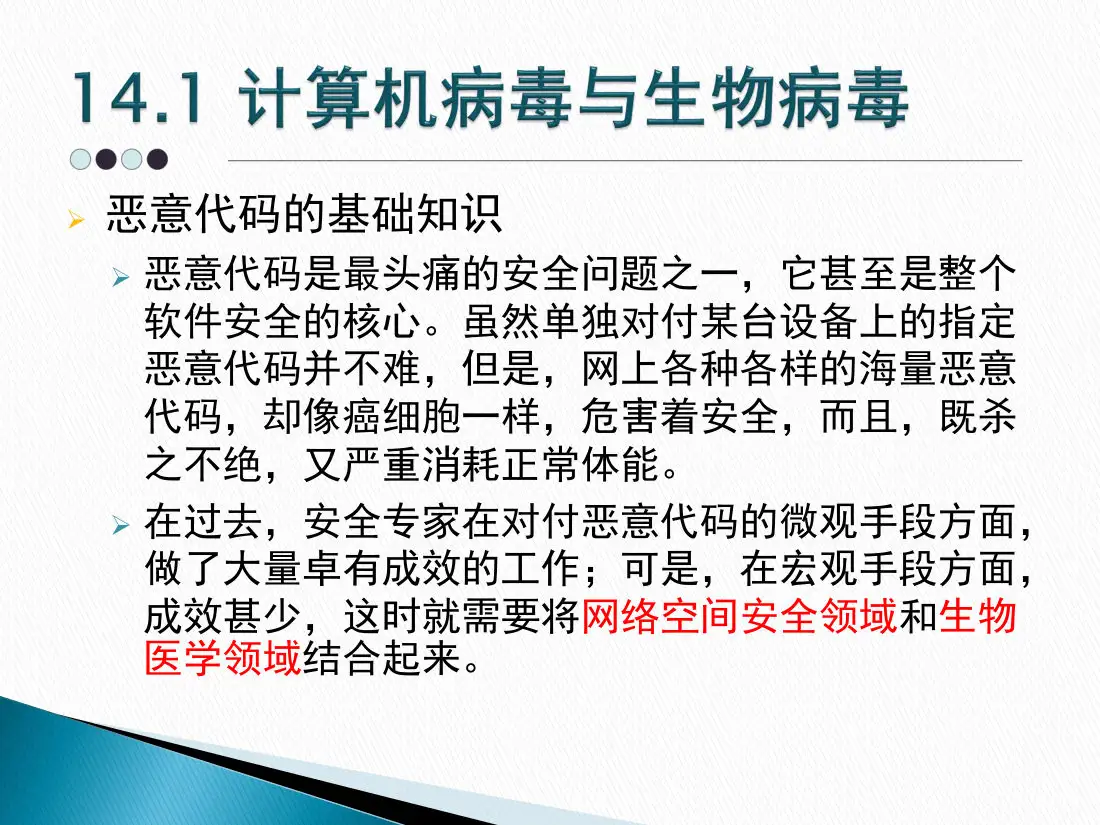 14.1 计算机病毒与生物病毒
恶意代码的基础知识
恶意代码是最头痛的安全问题之一，它甚至是整个
软件安全的核心。虽然单独对付某台设备上的指定
恶意代码并不难，但是，网上各种各样的海量恶意
代码，却像癌细胞一样，危害着安全，而且，既杀
之不绝，又严重消耗正常体能。
在过去，安全专家在对付恶意代码的微观手段方面，
做了大量卓有成效的工作；可是，在宏观手段方面，
成效甚少，这时就需要将网络空间安全领域和生物
医学领域结合起来。